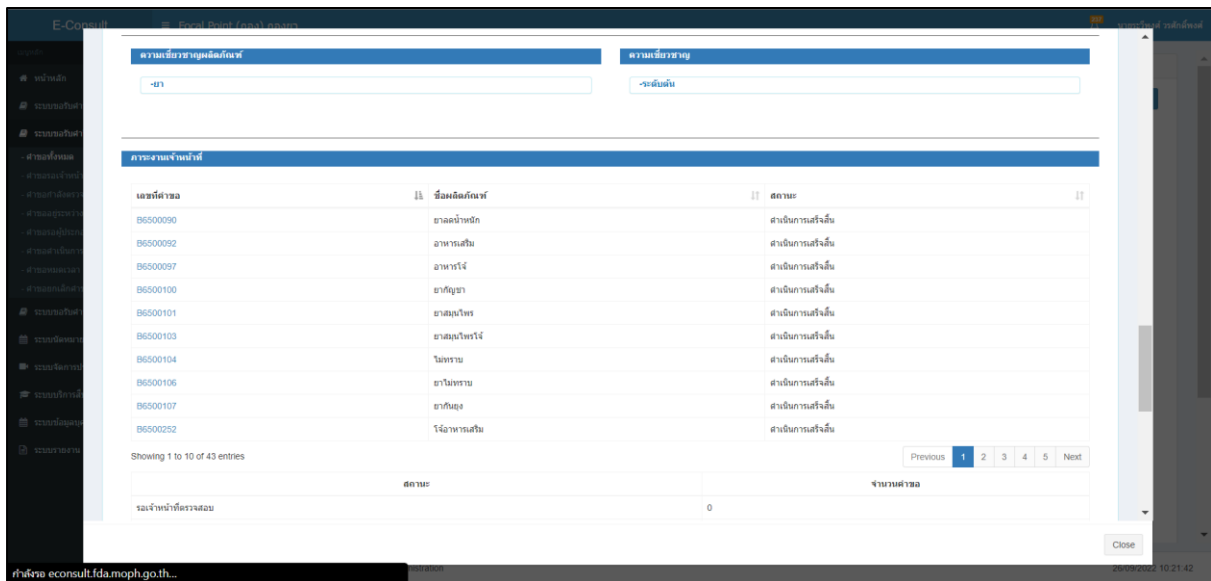 E-Consult
Focal Point (กอง) กองยา
ความเชี่ยวชาญผลิตภัณฑ์
ความเชี่ยวชาญ
-ยา
-ระดับต้น
หน้าหลัก
- คำขอทั้งหมด
ภาระงานเจ้าหน้าที่
เลขที่คำขอ ชื่อผลิตภัณฑ์ สถานะ
B6500090 ยาลดน้ำหนัก ดำเนินการเสร็จสิ้น
B6500092 อาหารเสริม ดำเนินการเสร็จสิ้น
B6500097 อาหารโจ้ ดำเนินการเสร็จสิ้น
B6500100 ยากัญชา ดำเนินการเสร็จสิ้น
B6500101 ยาสมุนไพร ดำเนินการเสร็จสิ้น
B6500103 ยาสมุนไพรโจ้ ดำเนินการเสร็จสิ้น
B6500104 ไม่ทราบ ดำเนินการเสร็จสิ้น
B6500106 ยาไม่ทราบ ดำเนินการเสร็จสิ้น
B6500107 ยากันยุง ดำเนินการเสร็จสิ้น
B6500252 โจ้อาหารเสริม ดำเนินการเสร็จสิ้น
ระบบรายงาน
Showing 1 to 10 of 43 entries
Previous 1 2 3 4 5 Next
สถานะ จำนวนคำขอ
รอเจ้าหน้าที่ตรวจสอบ 0
Close
กำลังรอ econsult.fda.moph.go.th...
26/09/2022 10:21:42